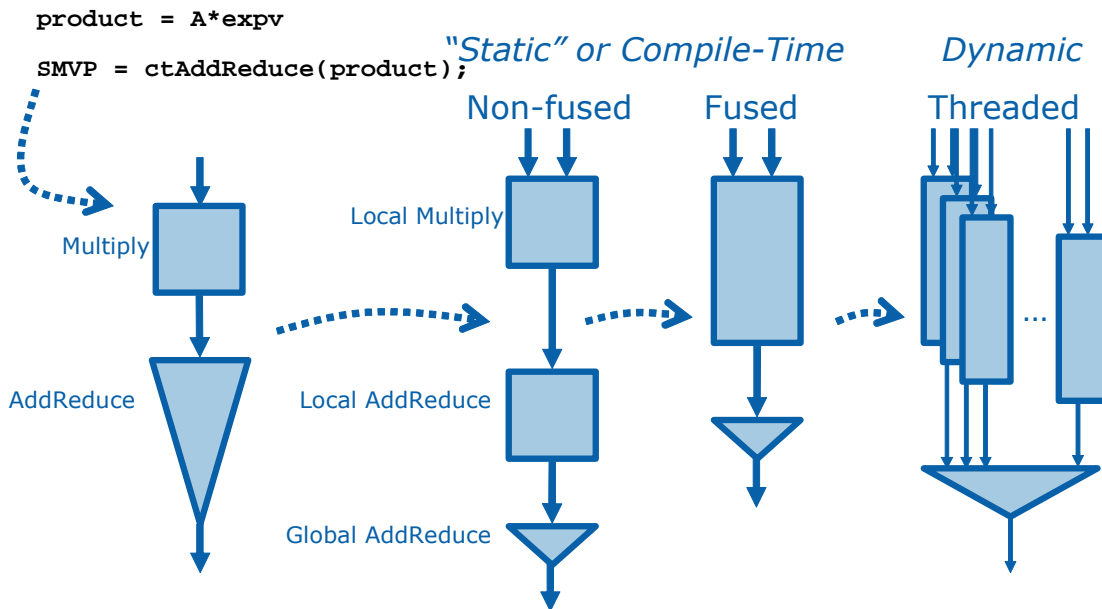 product = A*expv
SMVP = ctAddReduce(product);
“Static” or Compile-Time
Dynamic
Non-fused
Fused
Threaded
Multiply
AddReduce
Local Multiply
Local AddReduce
Global AddReduce
...